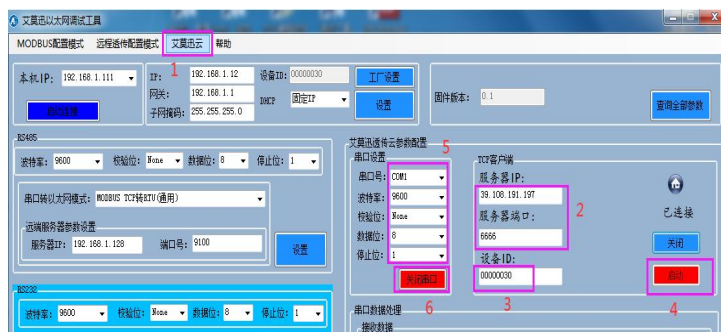 艾莫迅以太网调试工具
MODBUS配置模式 远程透传配置模式 艾莫迅云 帮助
1
本机IP: 192.168.1.111
IP: 192.168.1.12 设备ID: 00000030 工厂设置
网关: 192.168.1.1 DHCP 固定IP 设置
子网掩码: 255.255.255.0
固件版本: 0.1 查询全部参数
RS485
波特率: 9600 校验位: None 数据位: 8 停止位: 1
串口转以太网模式: MODBUS TCP转RTU(通用)
远端服务器参数设置
服务器IP: 192.168.1.128 端口号: 9100 设置
RS232
波特率: 9600 校验位: None 数据位: 8 停止位: 1
艾莫迅透传云参数配置 5
串口设置
串口号: COM1
波特率: 9600
校验位: None
数据位: 8
停止位: 1
关闭串口
6
TCP客户端
服务器IP:
39.108.191.197
服务器端口: 2
6666
设备ID:
00000030
3
已连接
关闭
启动
4
串口数据处理
接收数据